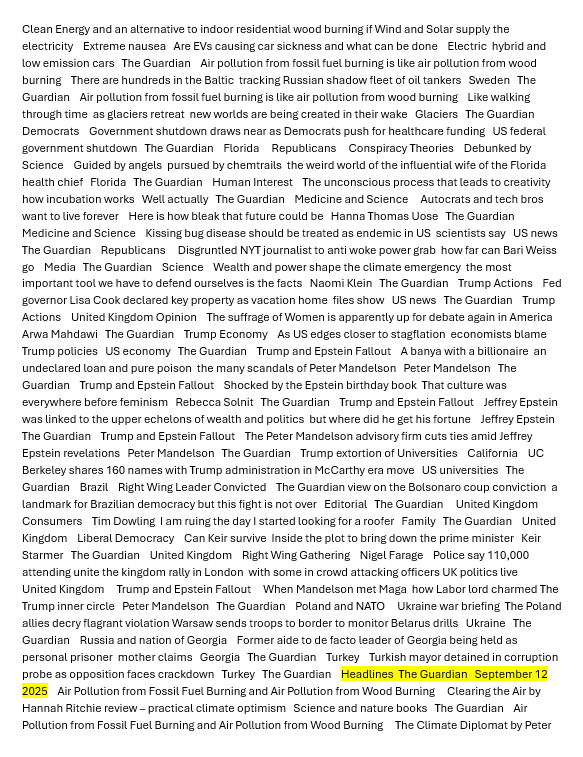 Clean Energy and an alternative to indoor residential wood burning if Wind and Solar supply the
electricity Extreme nausea Are EVs causing car sickness and what can be done Electric hybrid and
low emission cars The Guardian Air pollution from fossil fuel burning is like air pollution from wood
burning There are hundreds in the Baltic tracking Russian shadow fleet of oil tankers Sweden The
Guardian Air pollution from fossil fuel burning is like air pollution from wood burning Like walking
through time as glaciers retreat new worlds are being created in their wake Glaciers The Guardian
Democrats Government shutdown draws near as Democrats push for healthcare funding US federal
government shutdown The Guardian Florida Republicans Conspiracy Theories Debunked by
Science Guided by angels pursued by chemtrails the weird world of the influential wife of the Florida
health chief Florida The Guardian Human Interest The unconscious process that leads to creativity
how incubation works Well actually The Guardian Medicine and Science Autocrats and tech bros
want to live forever Here is how bleak that future could be Hanna Thomas Uose The Guardian
Medicine and Science Kissing bug disease should be treated as endemic in US scientists say US news
The Guardian Republicans Disgruntled NYT journalist to anti woke power grab how far can Bari Weiss
go Media The Guardian Science Wealth and power shape the climate emergency the most
important tool we have to defend ourselves is the facts Naomi Klein The Guardian Trump Actions Fed
governor Lisa Cook declared key property as vacation home files show US news The Guardian Trump
Actions United Kingdom Opinion The suffrage of Women is apparently up for debate again in America
Arwa Mahdawi The Guardian Trump Economy As US edges closer to stagflation economists blame
Trump policies US economy The Guardian Trump and Epstein Fallout A banya with a billionaire an
undeclared loan and pure poison the many scandals of Peter Mandelson Peter Mandelson The
Guardian Trump and Epstein Fallout Shocked by the Epstein birthday book That culture was
everywhere before feminism Rebecca Solnit The Guardian Trump and Epstein Fallout Jeffrey Epstein
was linked to the upper echelons of wealth and politics but where did he get his fortune Jeffrey Epstein
The Guardian Trump and Epstein Fallout The Peter Mandelson advisory firm cuts ties amid Jeffrey
Epstein revelations Peter Mandelson The Guardian Trump extortion of Universities California UC
Berkeley shares 160 names with Trump administration in McCarthy era move US universities The
Guardian Brazil Right Wing Leader Convicted The Guardian view on the Bolsonaro coup conviction a
landmark for Brazilian democracy but this fight is not over Editorial The Guardian United Kingdom
Consumers Tim Dowling I am ruing the day I started looking for a roofer Family The Guardian United
Kingdom Liberal Democracy Can Keir survive Inside the plot to bring down the prime minister Keir
Starmer The Guardian United Kingdom Right Wing Gathering Nigel Farage Police say 110,000
attending unite the kingdom rally in London with some in crowd attacking officers UK politics live
United Kingdom Trump and Epstein Fallout When Mandelson met Maga how Labor lord charmed The
Trump inner circle Peter Mandelson The Guardian Poland and NATO Ukraine war briefing The Poland
allies decry flagrant violation Warsaw sends troops to border to monitor Belarus drills Ukraine The
Guardian Russia and nation of Georgia Former aide to de facto leader of Georgia being held as
personal prisoner mother claims Georgia The Guardian Turkey Turkish mayor detained in corruption
probe as opposition faces crackdown Turkey The Guardian Headlines The Guardian September 12
2025 Air Pollution from Fossil Fuel Burning and Air Pollution from Wood Burning Clearing the Air by
Hannah Ritchie review – practical climate optimism Science and nature books The Guardian Air
Pollution from Fossil Fuel Burning and Air Pollution from Wood Burning The Climate Diplomat by Peter